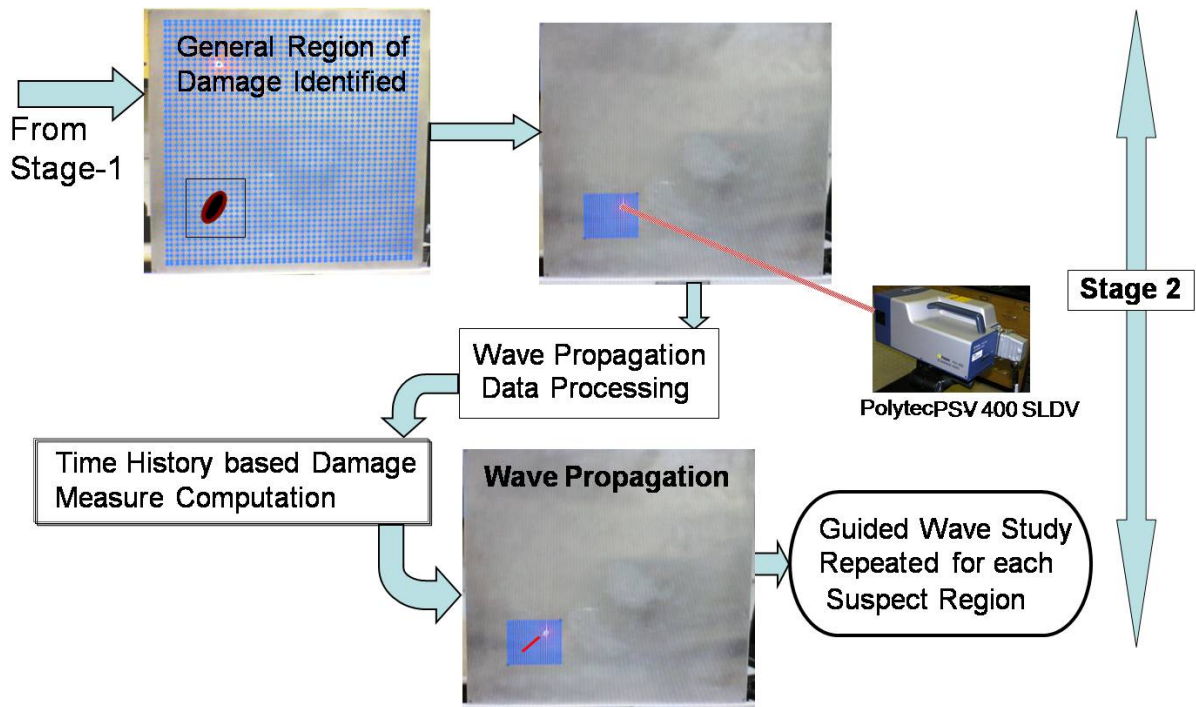 General Region of
Damage Identified
From
Stage-1
Stage 2
Wave Propagation
Data Processing
PolytecPSV 400 SLDV
Time History based Damage
Measure Computation
Wave Propagation
Guided Wave Study
Repeated for each
Suspect Region